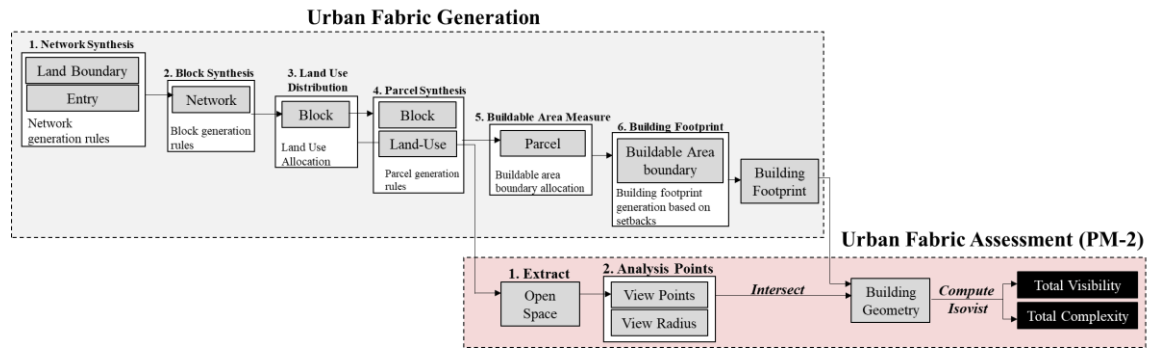 Urban Fabric Generation
1. Network Synthesis
Land Boundary
Entry
Network
generation rules
2. Block Synthesis
Network
Block generation
rules
3. Land Use
Distribution
Block
Land Use
Allocation
4. Parcel Synthesis
Block
Land-Use
Parcel generation
rules
5. Buildable Area Measure
Parcel
Buildable area
boundary allocation
6. Building Footprint
Buildable Area
boundary
Building footprint
generation based on
setbacks
Building
Footprint
Urban Fabric Assessment (PM-2)
1. Extract
Open
Space
2. Analysis Points
View Points
View Radius
Intersect
Building
Geometry
Compute
Isovist
Total Visibility
Total Complexity